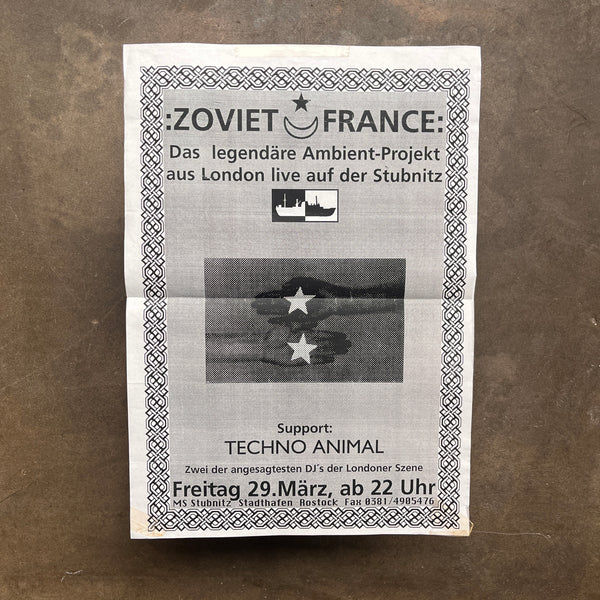 :ZOVIET FRANCE:
Das legendäre Ambient-Projekt
aus London live auf der Stubnitz
Support:
TECHNO ANIMAL
Zwei der angesagtesten DJ´s der Londoner Szene
Freitag 29.März, ab 22 Uhr
MS Stubnitz Stadthafen Rostock Fax 0381/4905476